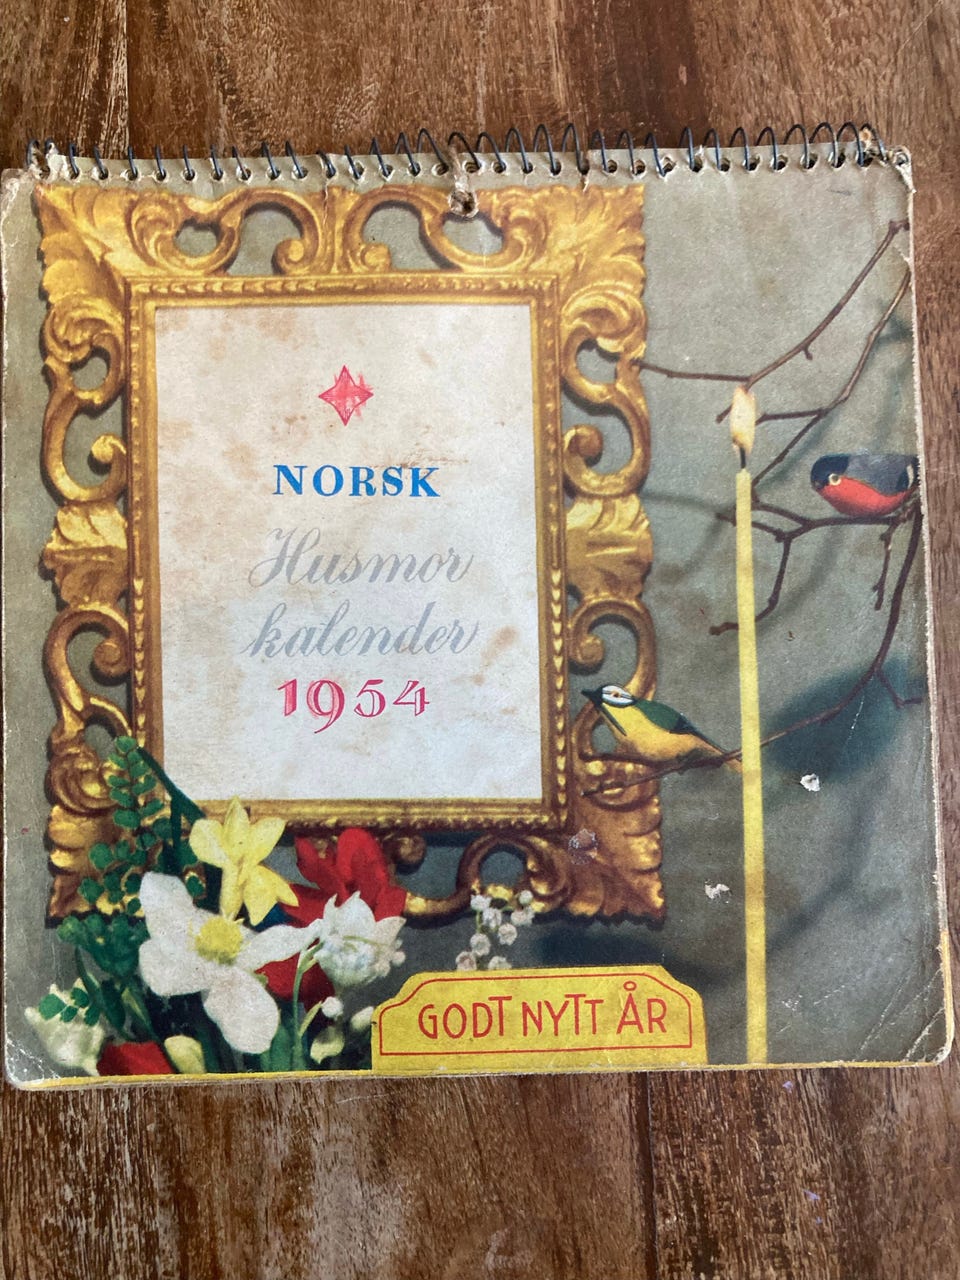 NORSK
Husmor
kalender
1954
GODT NYTT ÅR